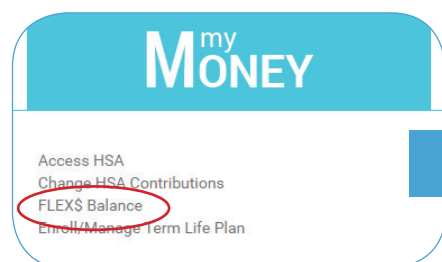 my
MONEY
Access HSA
Change HSA Contributions
FLEX$ Balance
Enroll/Manage Term Life Plan